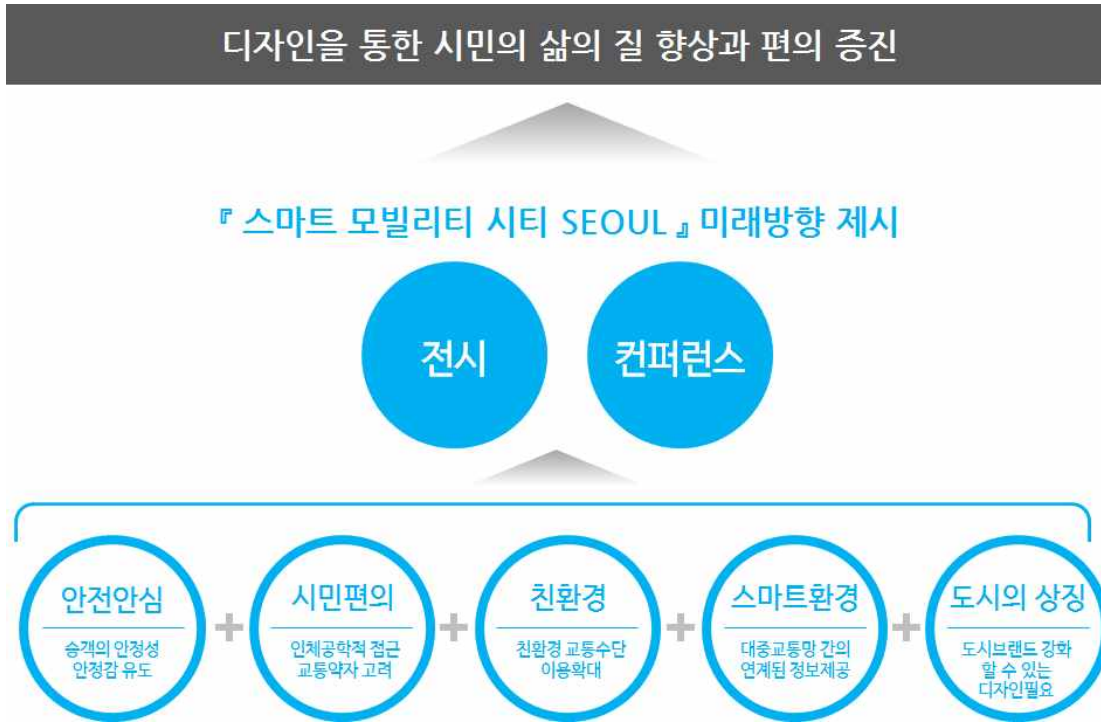 디자인을 통한 시민의 삶의 질 향상과 편의 증진
『 스마트 모빌리티 시티 SEOUL 』 미래방향 제시
전시
컨퍼런스
안전안심
승객의 안정성
안정감 유도
+
시민편의
인체공학적 접근
교통약자 고려
+
친환경
친환경 교통수단
이용확대
+
스마트환경
대중교통망 간의
연계된 정보제공
+
도시의 상징
도시브랜드 강화
할 수 있는
디자인필요